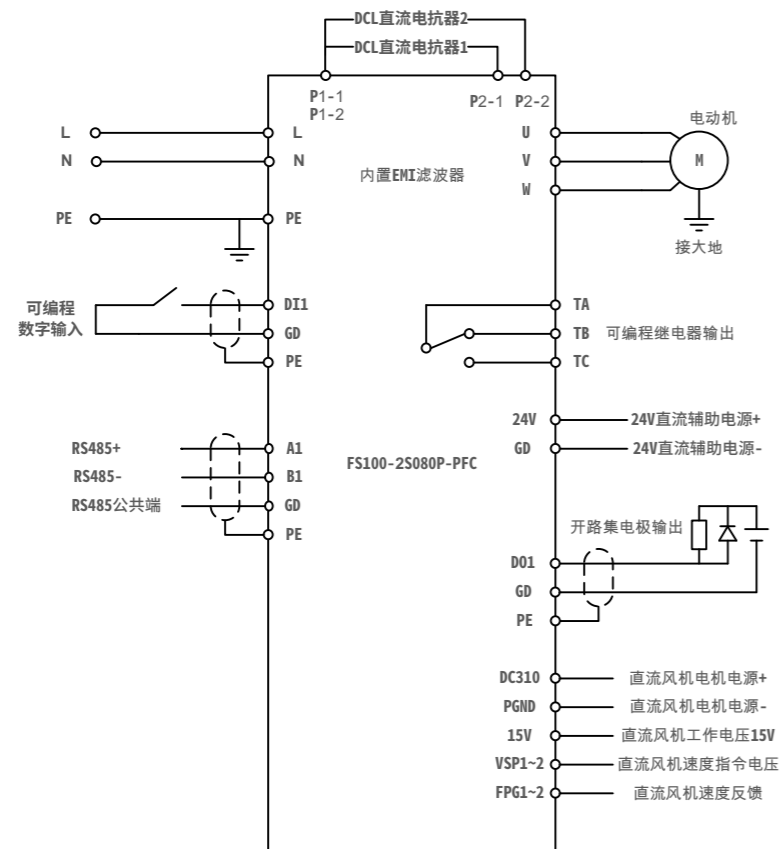 DCL直流电抗器2
DCL直流电抗器1
P1-1
P1-2
P2-1 P2-2
电动机
L
L
U
N
N
V
M
内置EMI滤波器
W
PE
PE
接大地
可编程
数字输入
DI1
GD
PE
TA
TB
可编程继电器输出
TC
24V
24V直流辅助电源+
GD
24V直流辅助电源-
RS485+
A1
RS485-
B1
RS485公共端
GD
PE
FS100-2S080P-PFC
开路集电极输出
DO1
GD
PE
DC310
直流风机电机电源+
PGND
直流风机电机电源-
15V
直流风机工作电压15V
VSP1~2
直流风机速度指令电压
FPG1~2
直流风机速度反馈